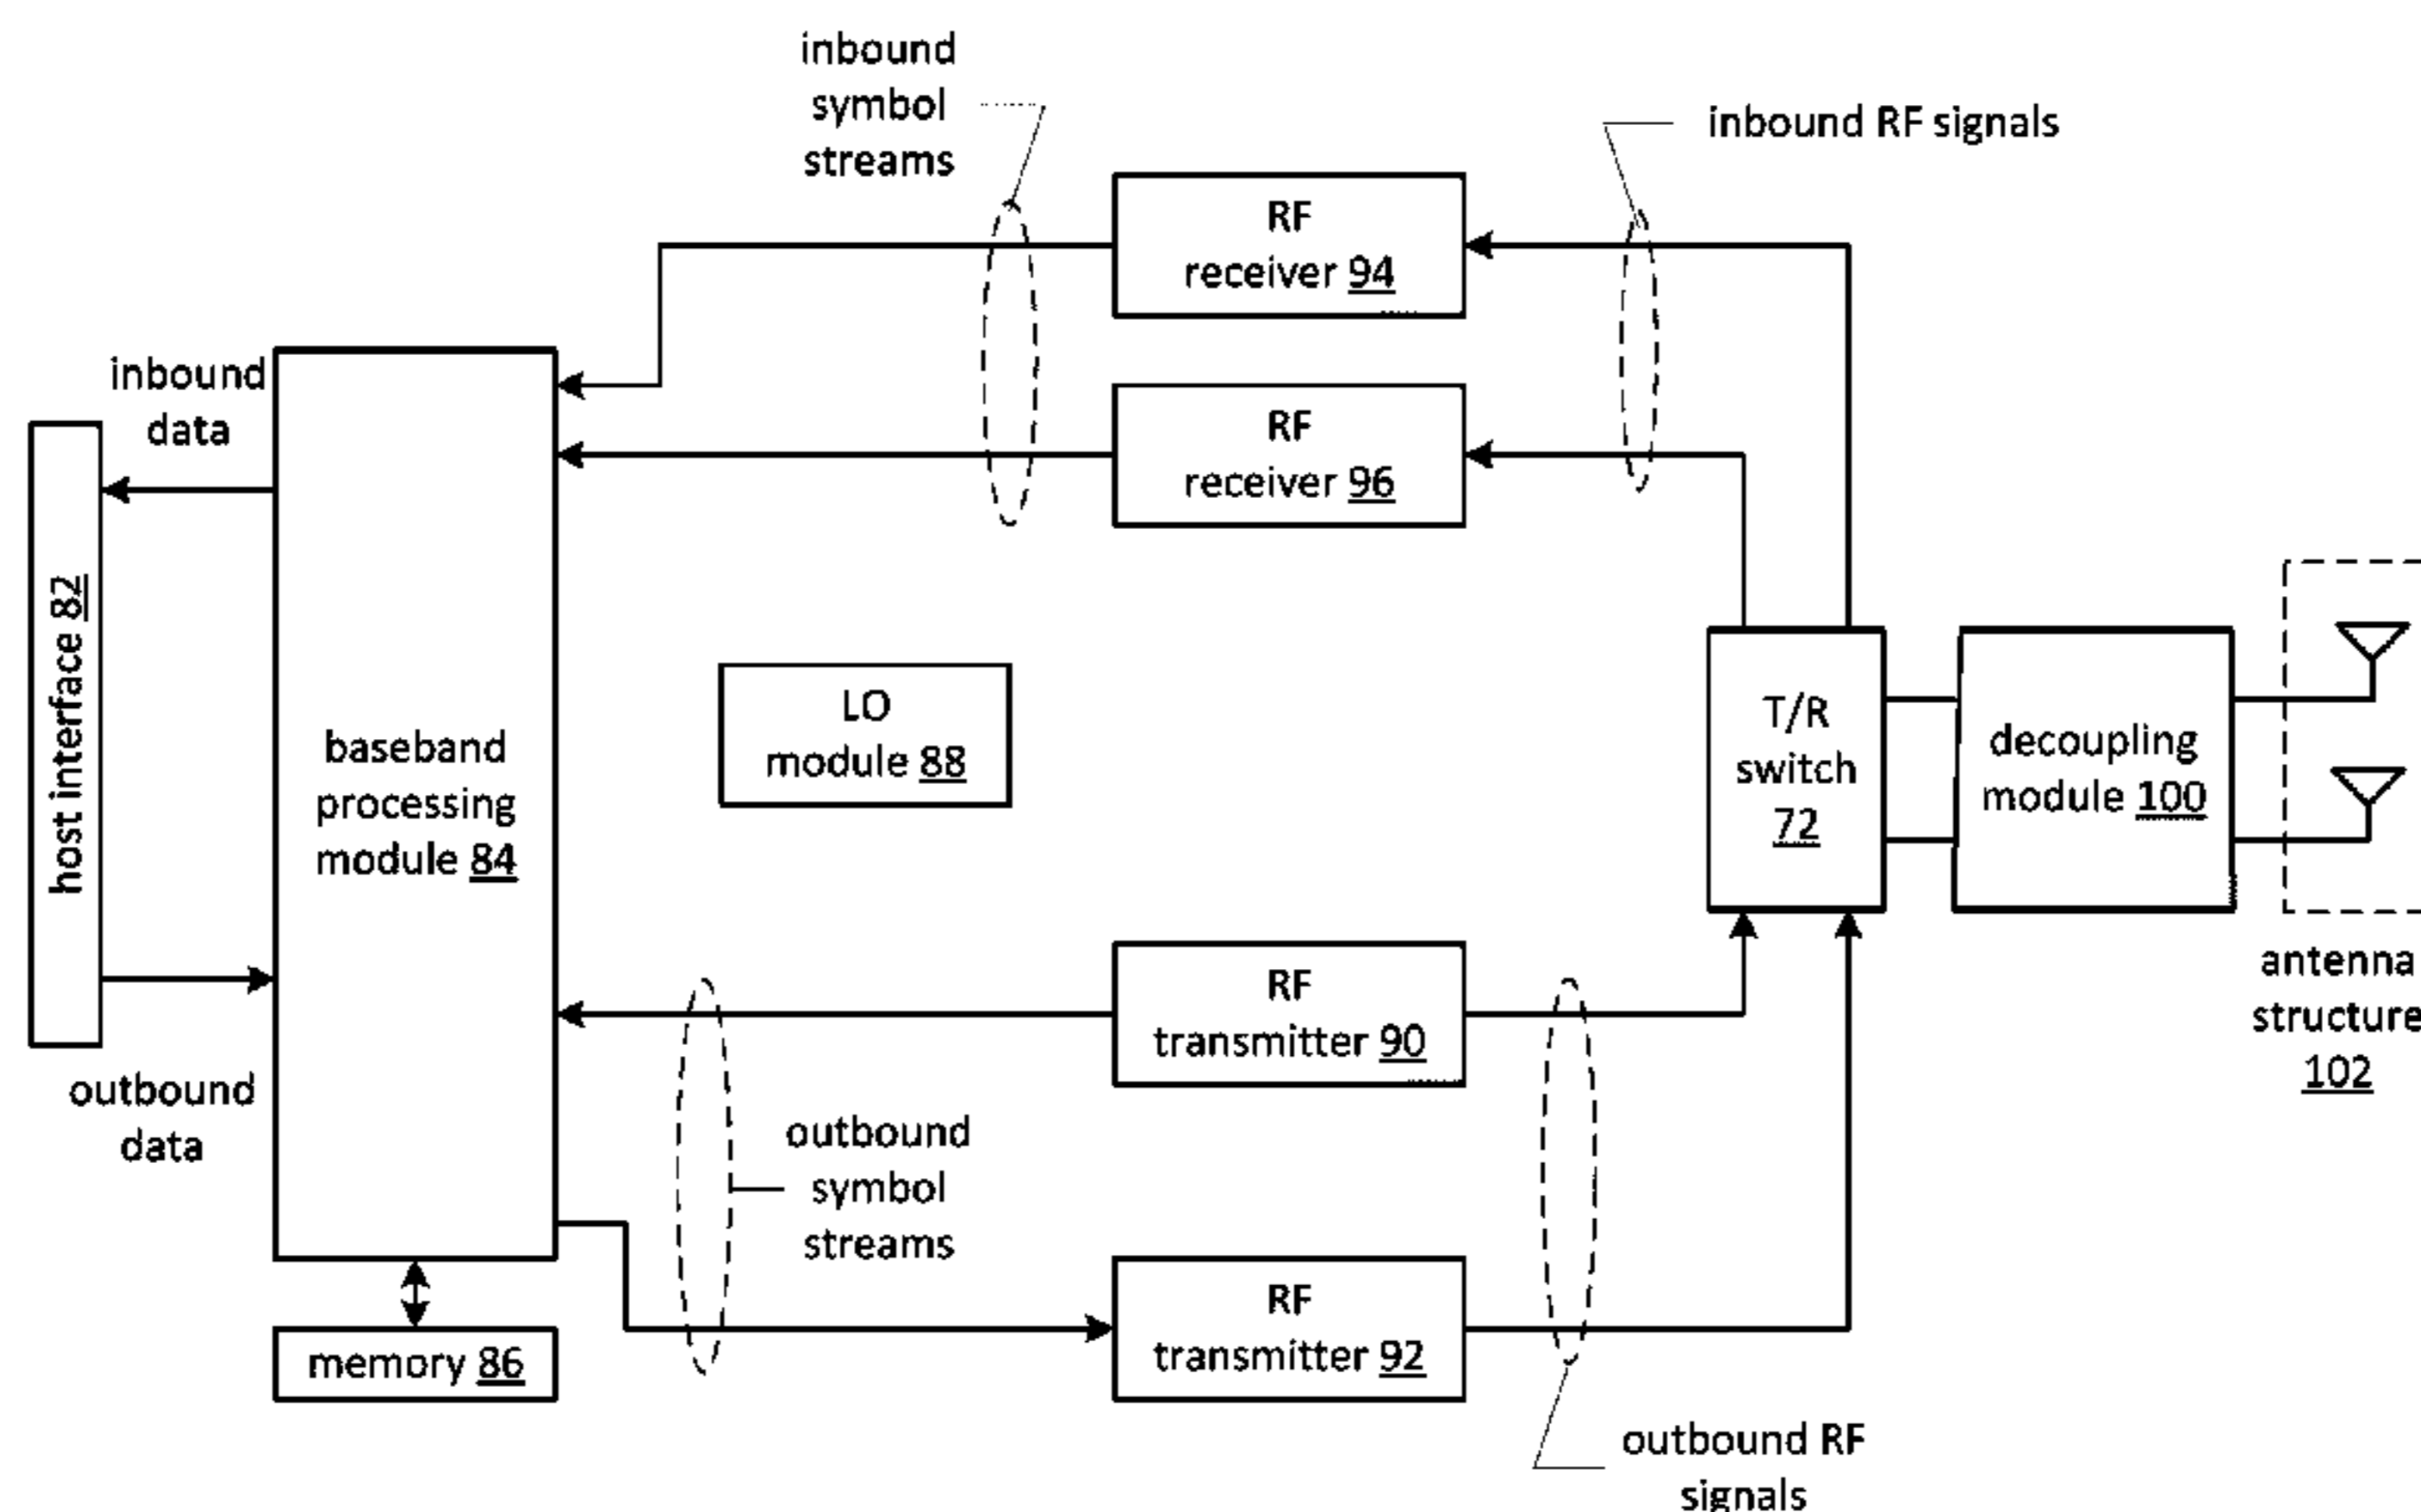 inbound
symbol
streams
inbound RF signals
RF
receiver 94
inbound
data
RF
receiver 96
host interface 82
baseband
processing
module 84
LO
module 88
T/R
switch
72
decoupling
module 100
antenna
structure
102
RF
transmitter 90
outbound
data
outbound
symbol
streams
RF
transmitter 92
memory 86
outbound RF
signals